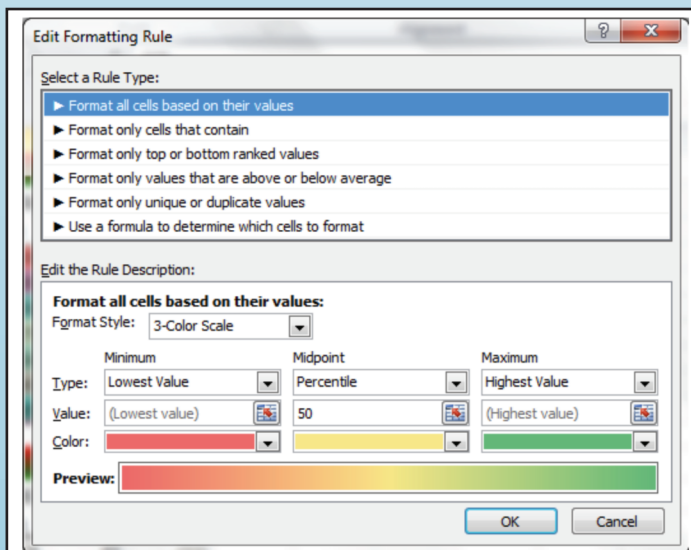 Edit Formatting Rule
?
x
Select a Rule Type:
► Format all cells based on their values
► Format only cells that contain
► Format only top or bottom ranked values
► Format only values that are above or below average
► Format only unique or duplicate values
► Use a formula to determine which cells to format
Edit the Rule Description:
Format all cells based on their values:
Format Style: 3-Color Scale
Minimum Midpoint Maximum
Type: Lowest Value Percentile Highest Value
Value: (Lowest value) 50 (Highest value)
Color:
Preview:
OK Cancel